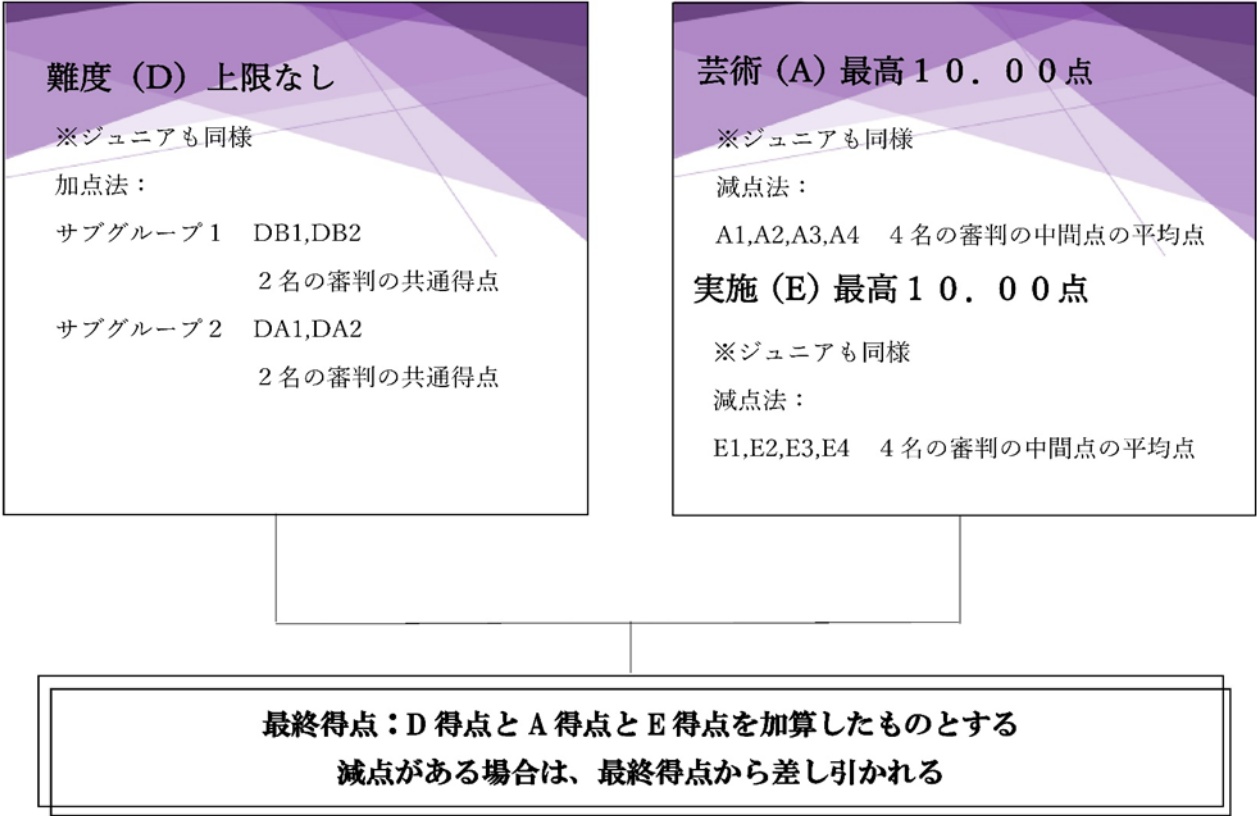 難度（D）上限なし
※ジュニアも同様
加点法：
サブグループ１　DB1,DB2
２名の審判の共通得点
サブグループ２　DA1,DA2
２名の審判の共通得点
芸術（A）最高１０．００点
※ジュニアも同様
減点法：
A1,A2,A3,A4　４名の審判の中間点の平均点
実施（E）最高１０．００点
※ジュニアも同様
減点法：
E1,E2,E3,E4　４名の審判の中間点の平均点
最終得点：D 得点と A 得点と E 得点を加算したものとする
減点がある場合は、最終得点から差し引かれる